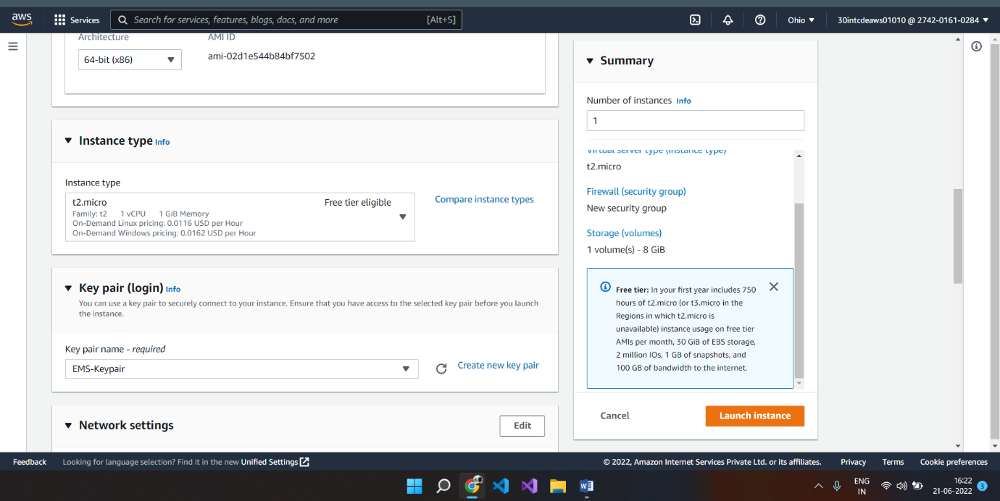 aws
Services
Search for services, features, blogs, docs, and more
[Alt+S]
Ohio
30intcdeaws01010 @ 2742-0161-0284
Architecture
AMI ID
64-bit (x86)
ami-02d1e544b84bf7502
Instance type Info
Instance type
t2.micro
Free tier eligible
Family: t2 1 vCPU 1 GiB Memory
On-Demand Linux pricing: 0.0116 USD per Hour
On-Demand Windows pricing: 0.0162 USD per Hour
Compare instance types
Key pair (login) Info
You can use a key pair to securely connect to your instance. Ensure that you have access to the selected key pair before you launch
the instance.
Key pair name - required
EMS-Keypair
Create new key pair
Network settings
Edit
Summary
Number of instances Info
1
Virtual server type (instance type)
t2.micro
Firewall (security group)
New security group
Storage (volumes)
1 volume(s) - 8 GiB
Free tier: In your first year includes 750
hours of t2.micro (or t3.micro in the
Regions in which t2.micro is
unavailable) instance usage on free tier
AMIs per month, 30 GiB of EBS storage,
2 million IOs, 1 GB of snapshots, and
100 GB of bandwidth to the internet.
Cancel
Launch instance
Feedback
Looking for language selection? Find it in the new Unified Settings
© 2022, Amazon Internet Services Private Ltd. or its affiliates.
Privacy
Terms
Cookie preferences
ENG
IN
16:22
21-06-2022
3